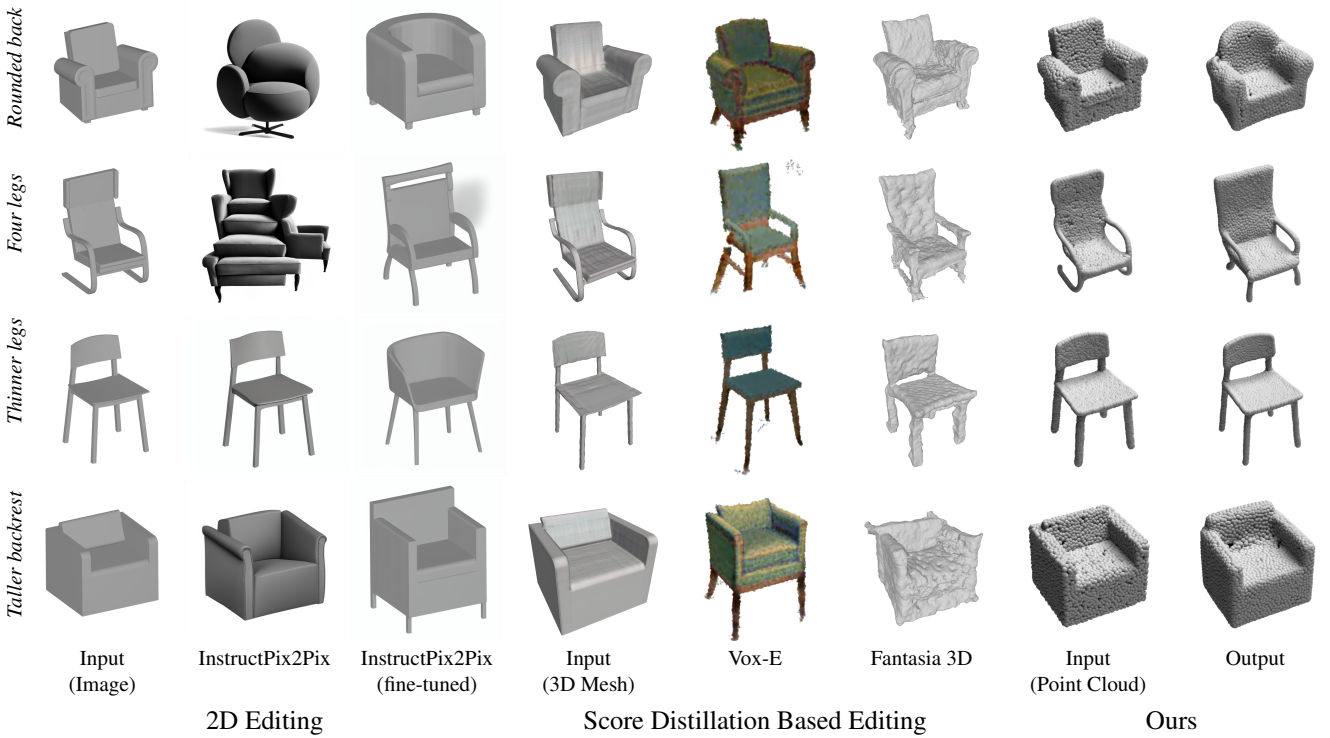 Rounded back
Four legs
Thinner legs
Taller backrest
Input
(Image)
InstructPix2Pix
InstructPix2Pix
(fine-tuned)
Input
(3D Mesh)
Vox-E
Fantasia 3D
Input
(Point Cloud)
Output
2D Editing
Score Distillation Based Editing
Ours